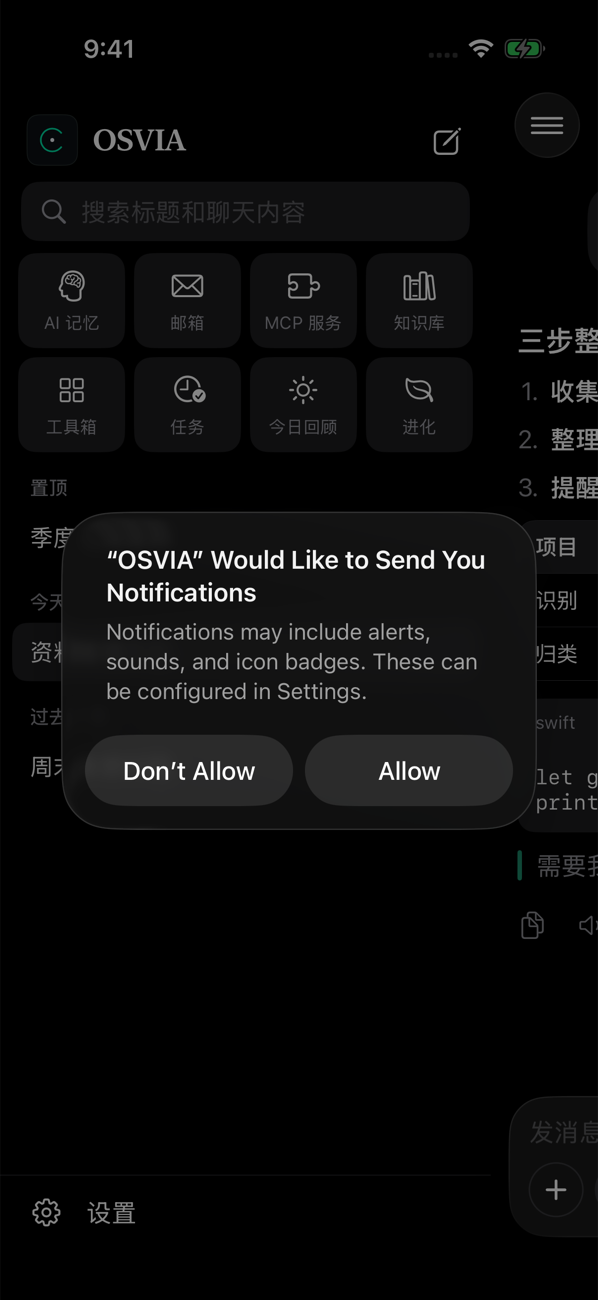 9:41
OSVIA
搜索标题和聊天内容
AI 记忆
邮箱
MCP 服务
知识库
工具箱
任务
今日回顾
进化
置顶
季度
今天
资料
过去
周末
“OSVIA” Would Like to Send You
Notifications
Notifications may include alerts,
sounds, and icon badges. These can
be configured in Settings.
Don’t Allow
Allow
三步整
1. 收集
2. 整理
3. 提醒
项目
识别
归类
swift
let g
print
需要我
发消息
设置